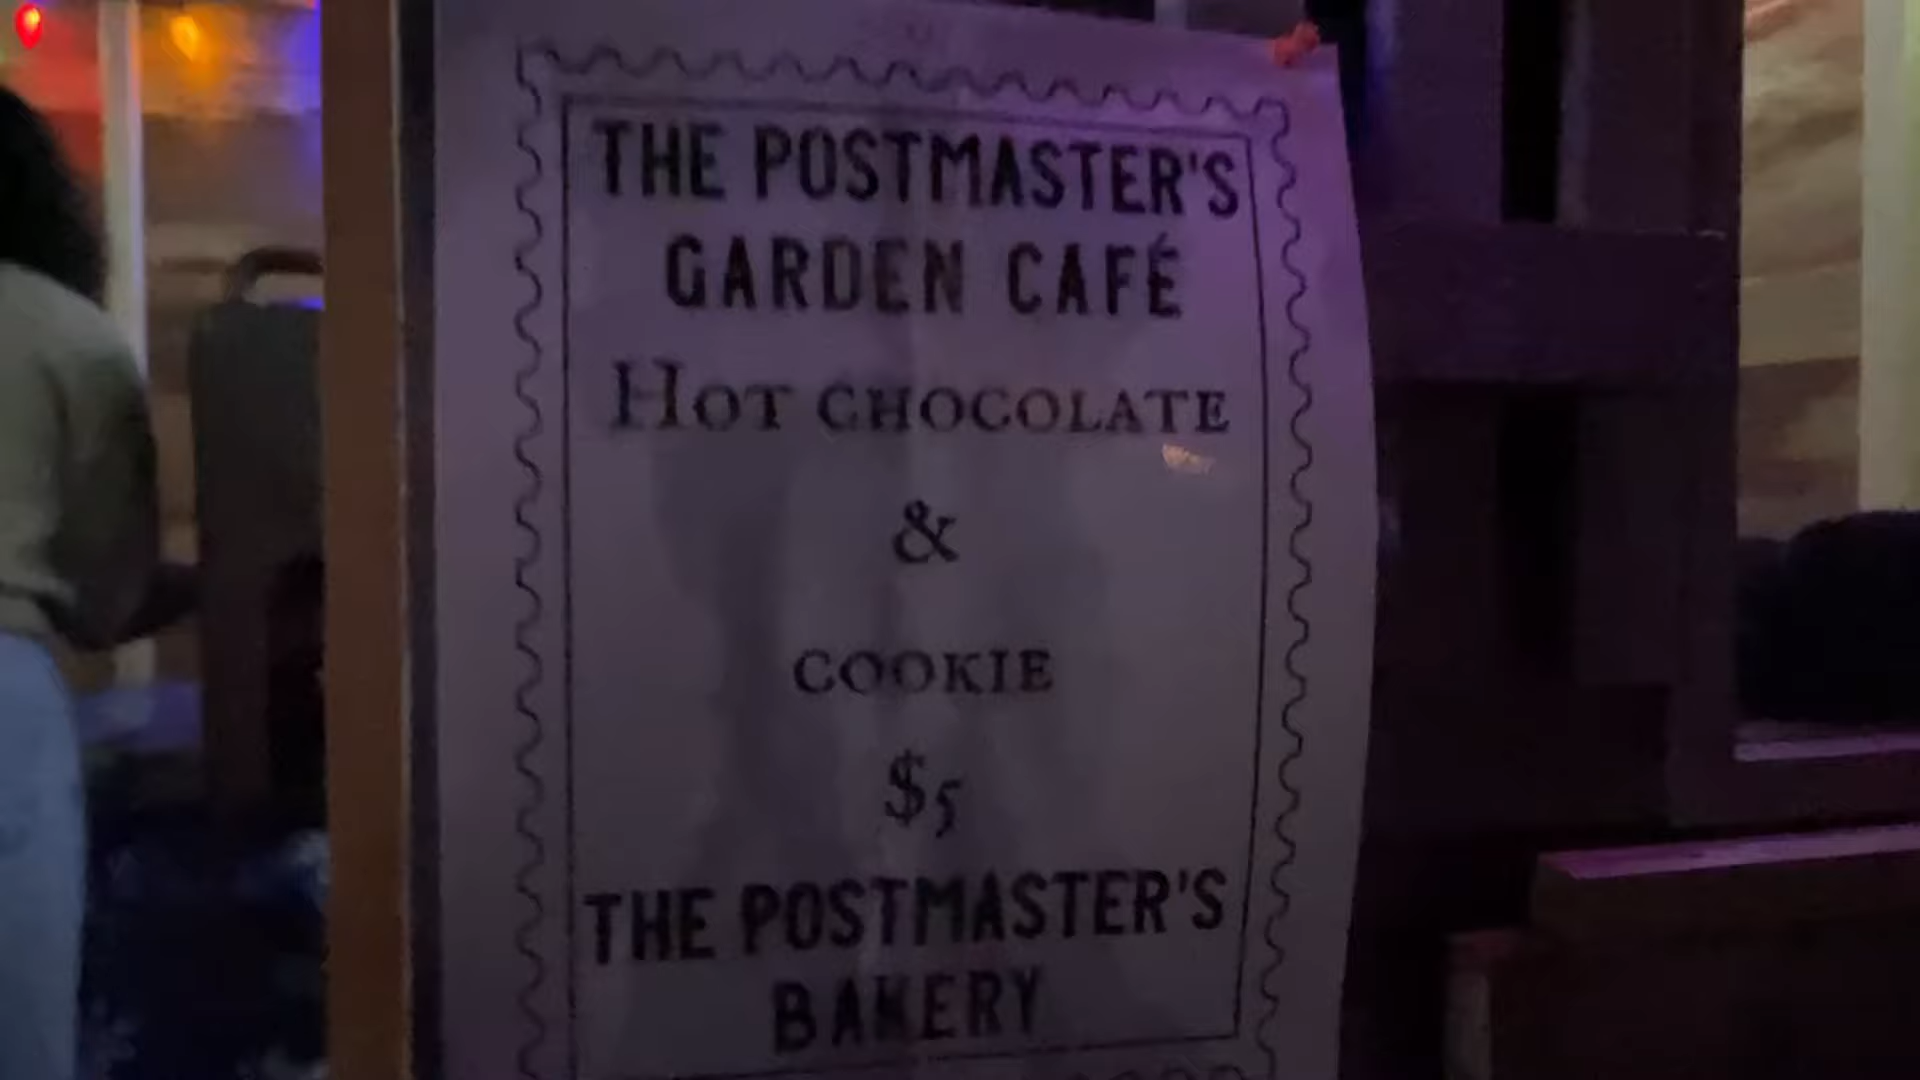 THE POSTMASTER'S
GARDEN CAFÉ
HOT CHOCOLATE
&
COOKIE
$5
THE POSTMASTER'S
BAKERY